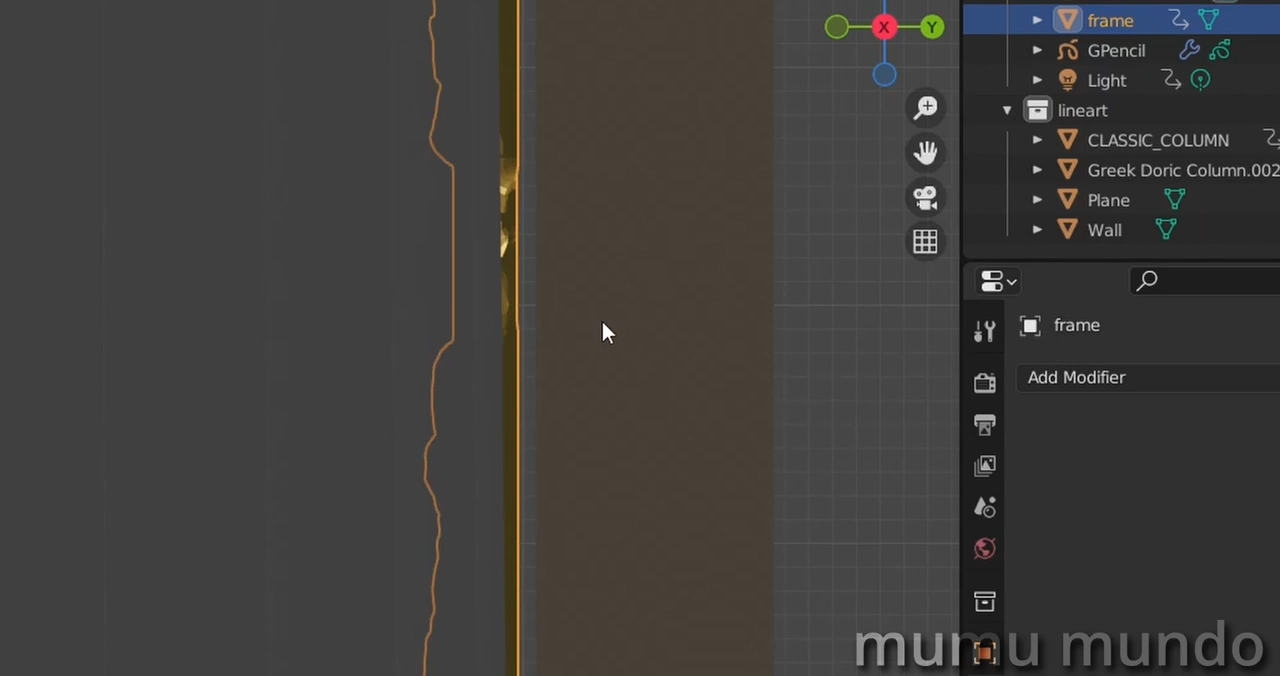 X
Y
frame
GPencil
Light
lineart
CLASSIC_COLUMN
Greek Doric Column.002
Plane
Wall
frame
Add Modifier
mumu mundo